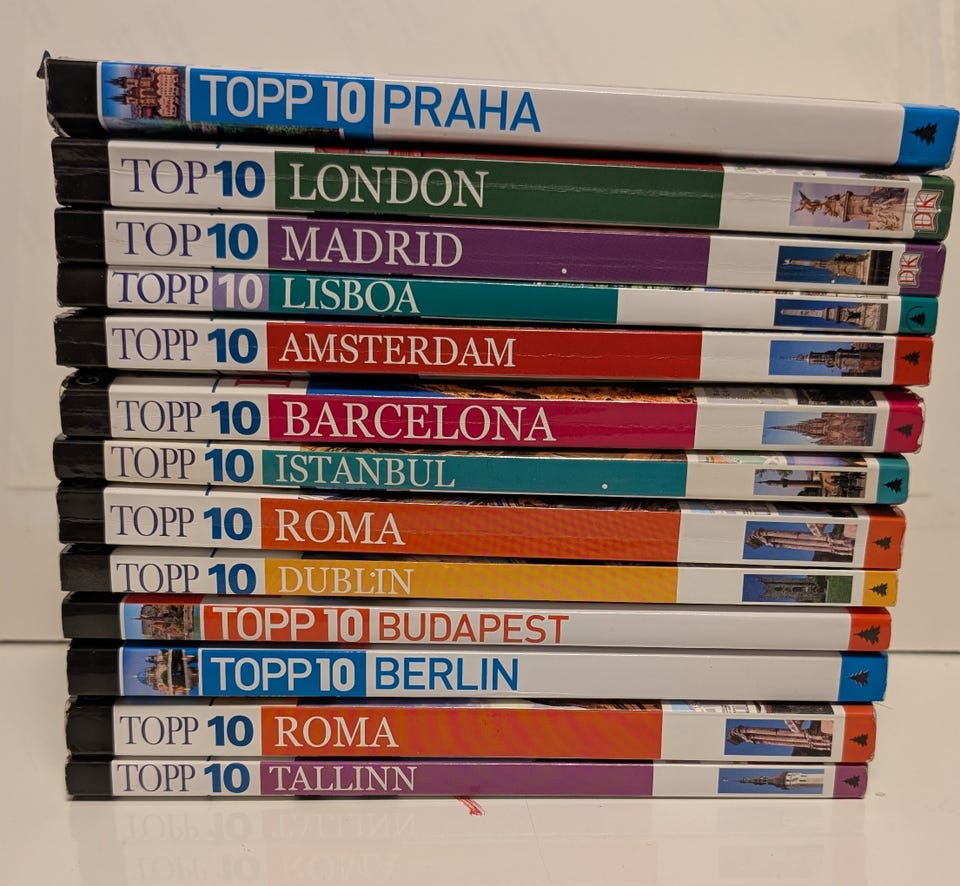 TOPP 10 PRAHA
TOP 10 LONDON DK
TOP 10 MADRID DK
TOPP 10 LISBOA
TOPP 10 AMSTERDAM
TOPP 10 BARCELONA
TOPP 10 ISTANBUL
TOPP 10 ROMA
TOPP 10 DUBLIN
TOPP 10 BUDAPEST
TOPP 10 BERLIN
TOPP 10 ROMA
TOPP 10 TALLINN